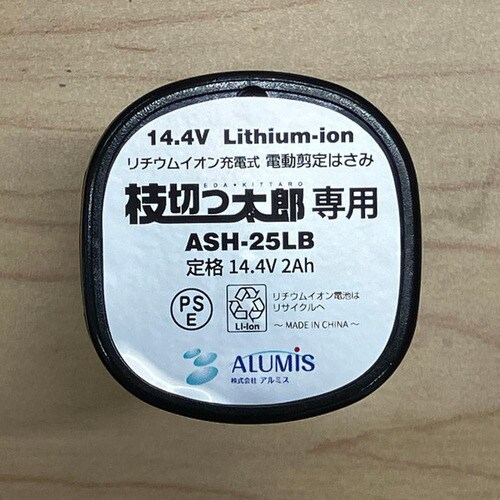 14.4V Lithium-ion
リチウムイオン充電式 電動剪定はさみ
EDA・KITTARO
枝切っ太郎専用
ASH-25LB
定格 14.4V 2Ah
PS
E
Li-Ion
リチウムイオン電池は
リサイクルへ
～ MADE IN CHINA ～
ALUMiS
株式会社 アルミス